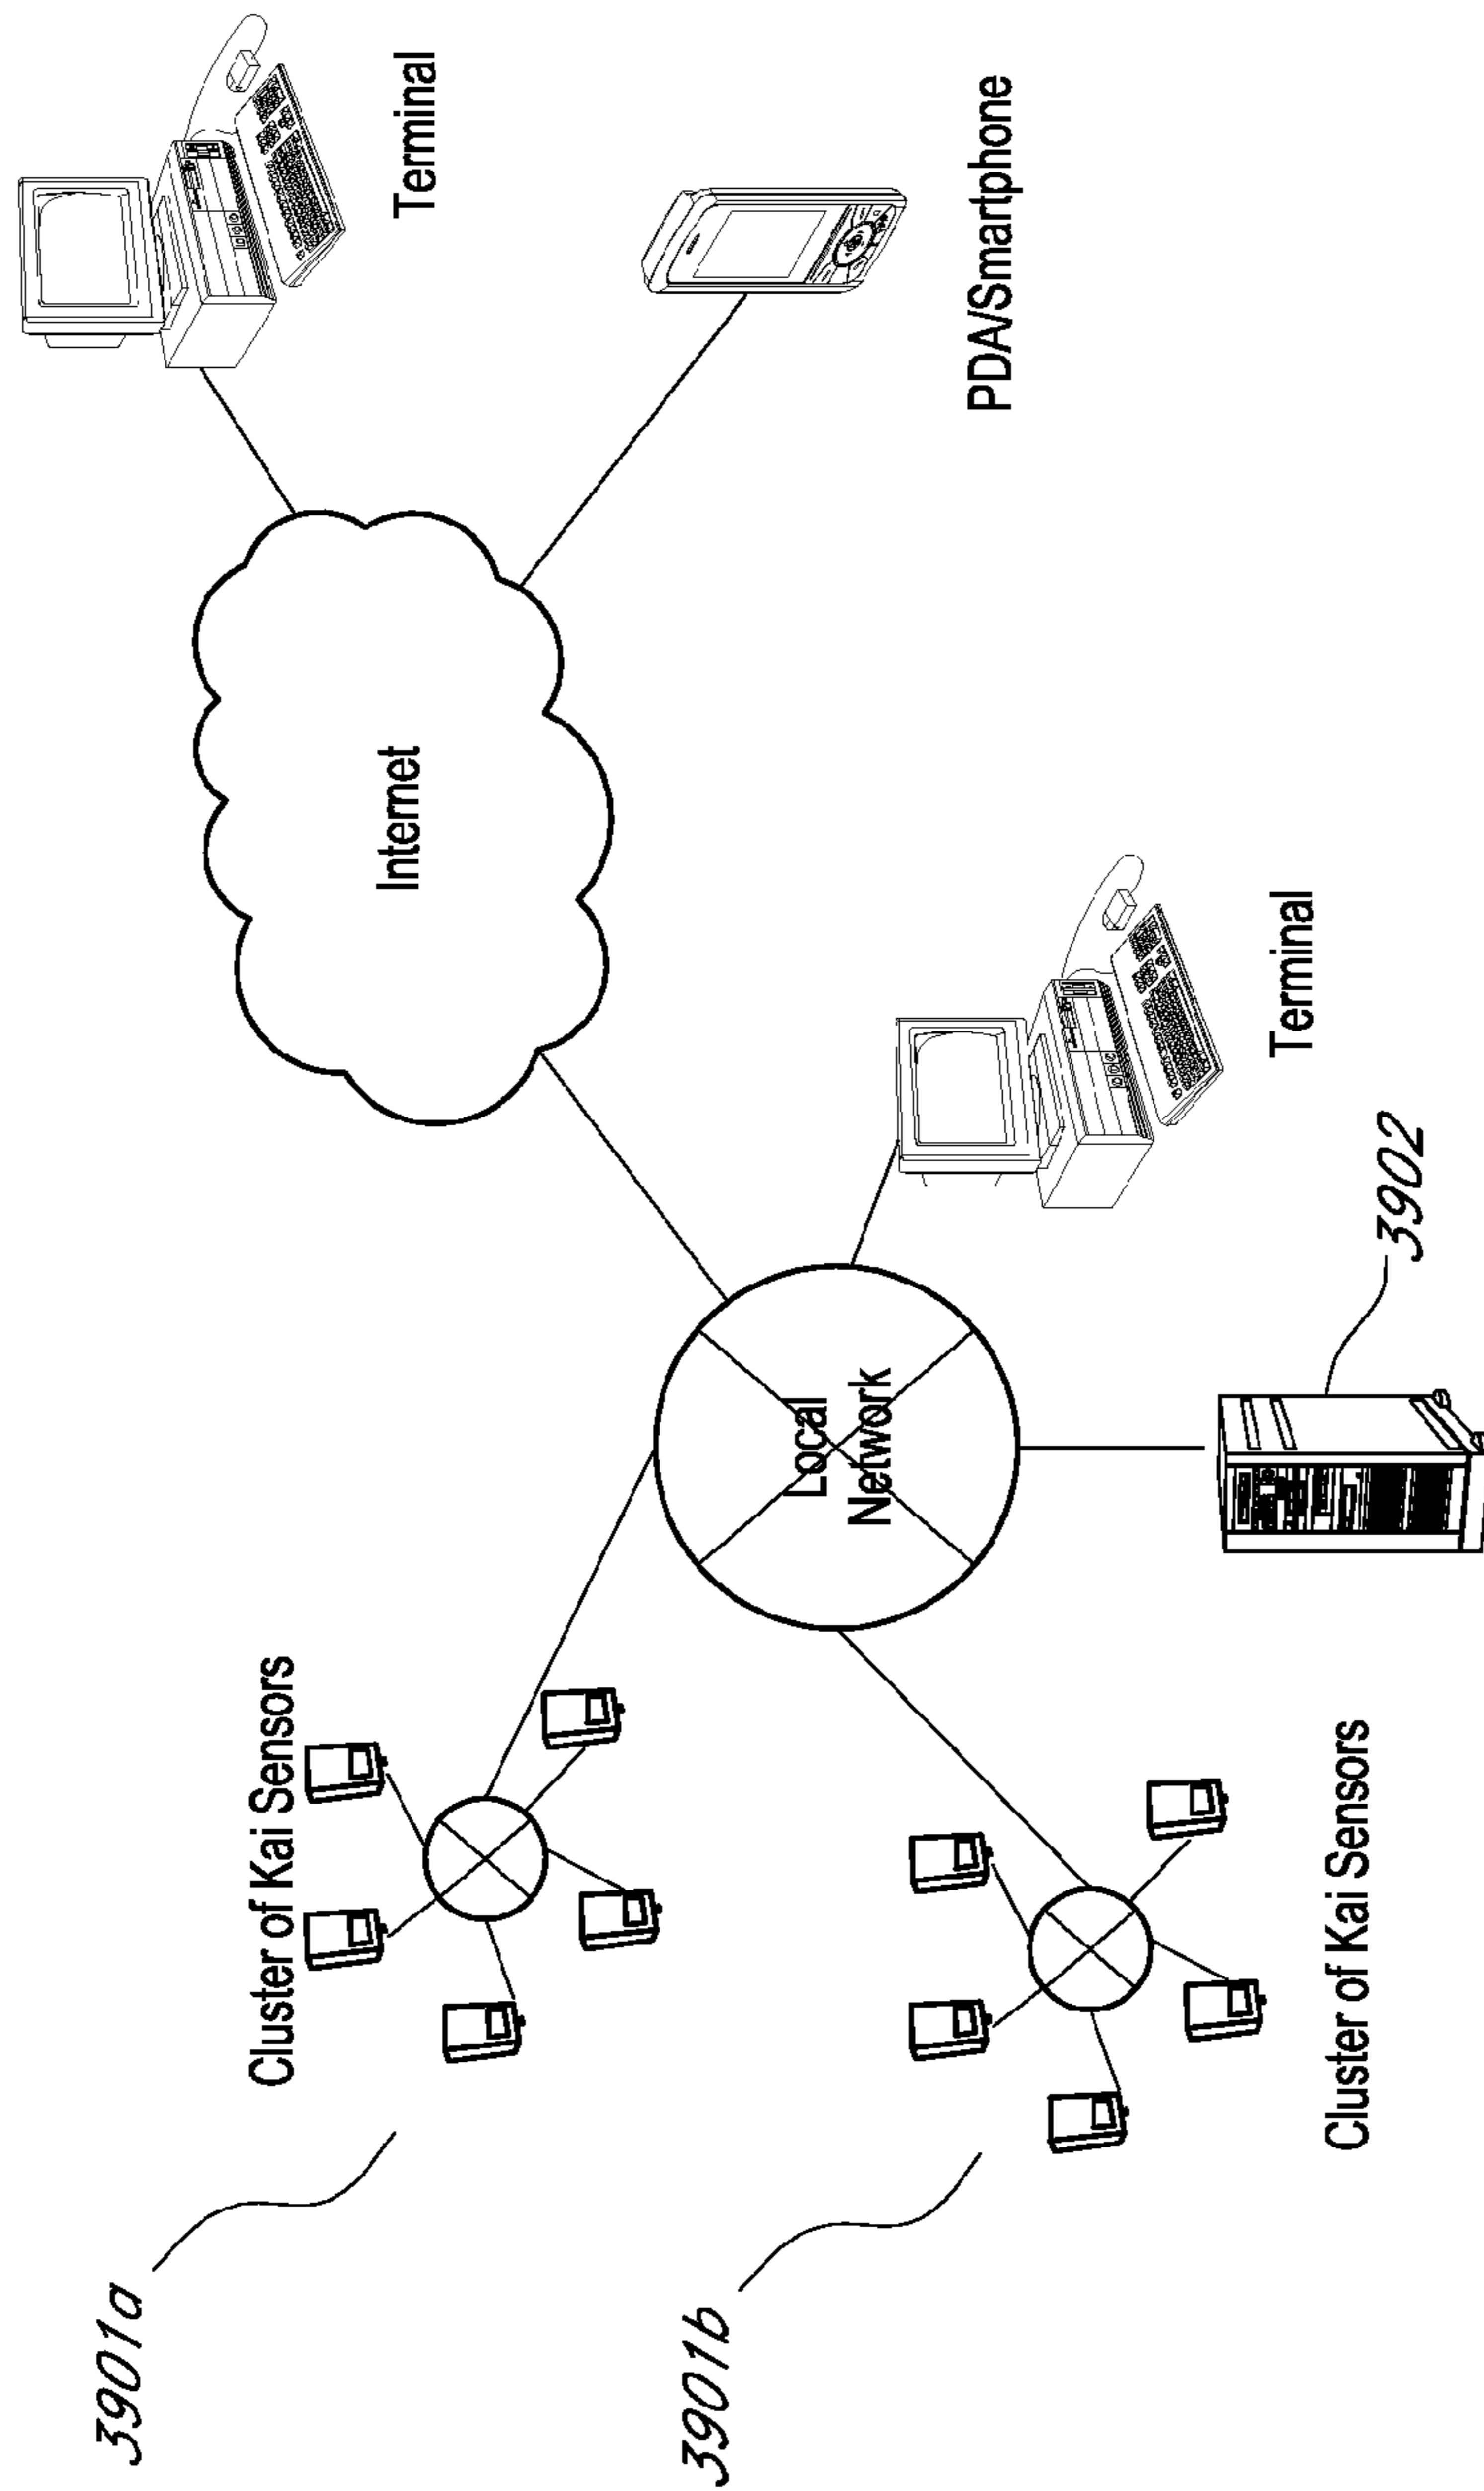 3901a
Cluster of Kai Sensors
Internet
Terminal
3901b
Local
Network
PDA/Smartphone
Cluster of Kai Sensors
3902
Terminal